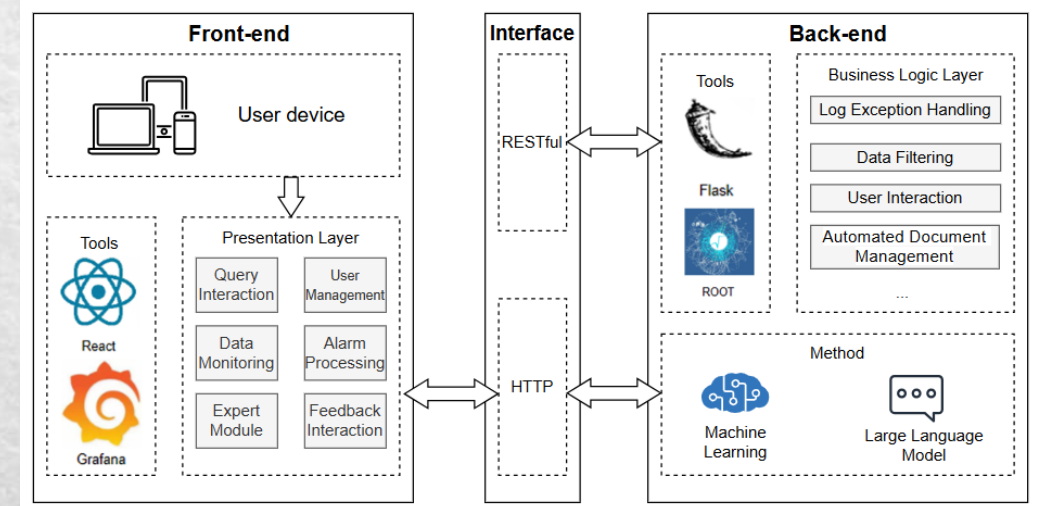 Front-end
User device
Tools
React
Grafana
Presentation Layer
Query
Interaction
User
Management
Data
Monitoring
Alarm
Processing
Expert
Module
Feedback
Interaction
Interface
RESTful
HTTP
Back-end
Tools
Flask
ROOT
Business Logic Layer
Log Exception Handling
Data Filtering
User Interaction
Automated Document
Management
...
Method
Machine
Learning
Large Language
Model